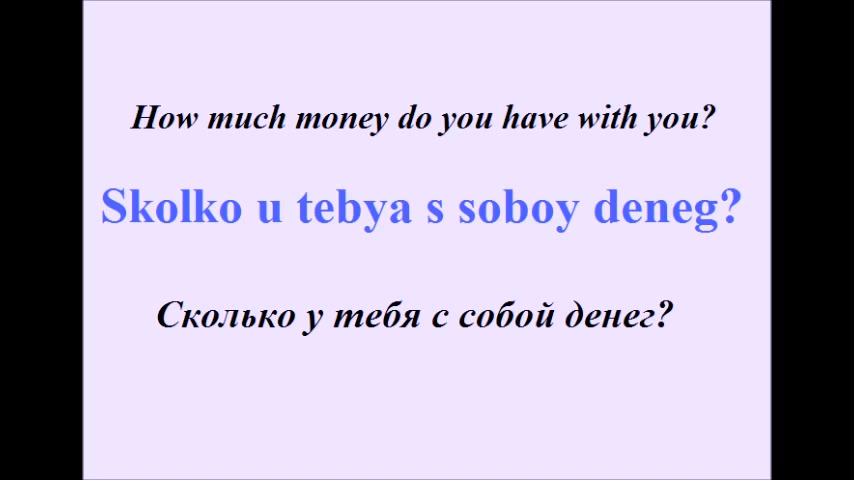 How much money do you have with you?
Skolko u tebya s soboy deneg?
Сколько у тебя с собой денег?